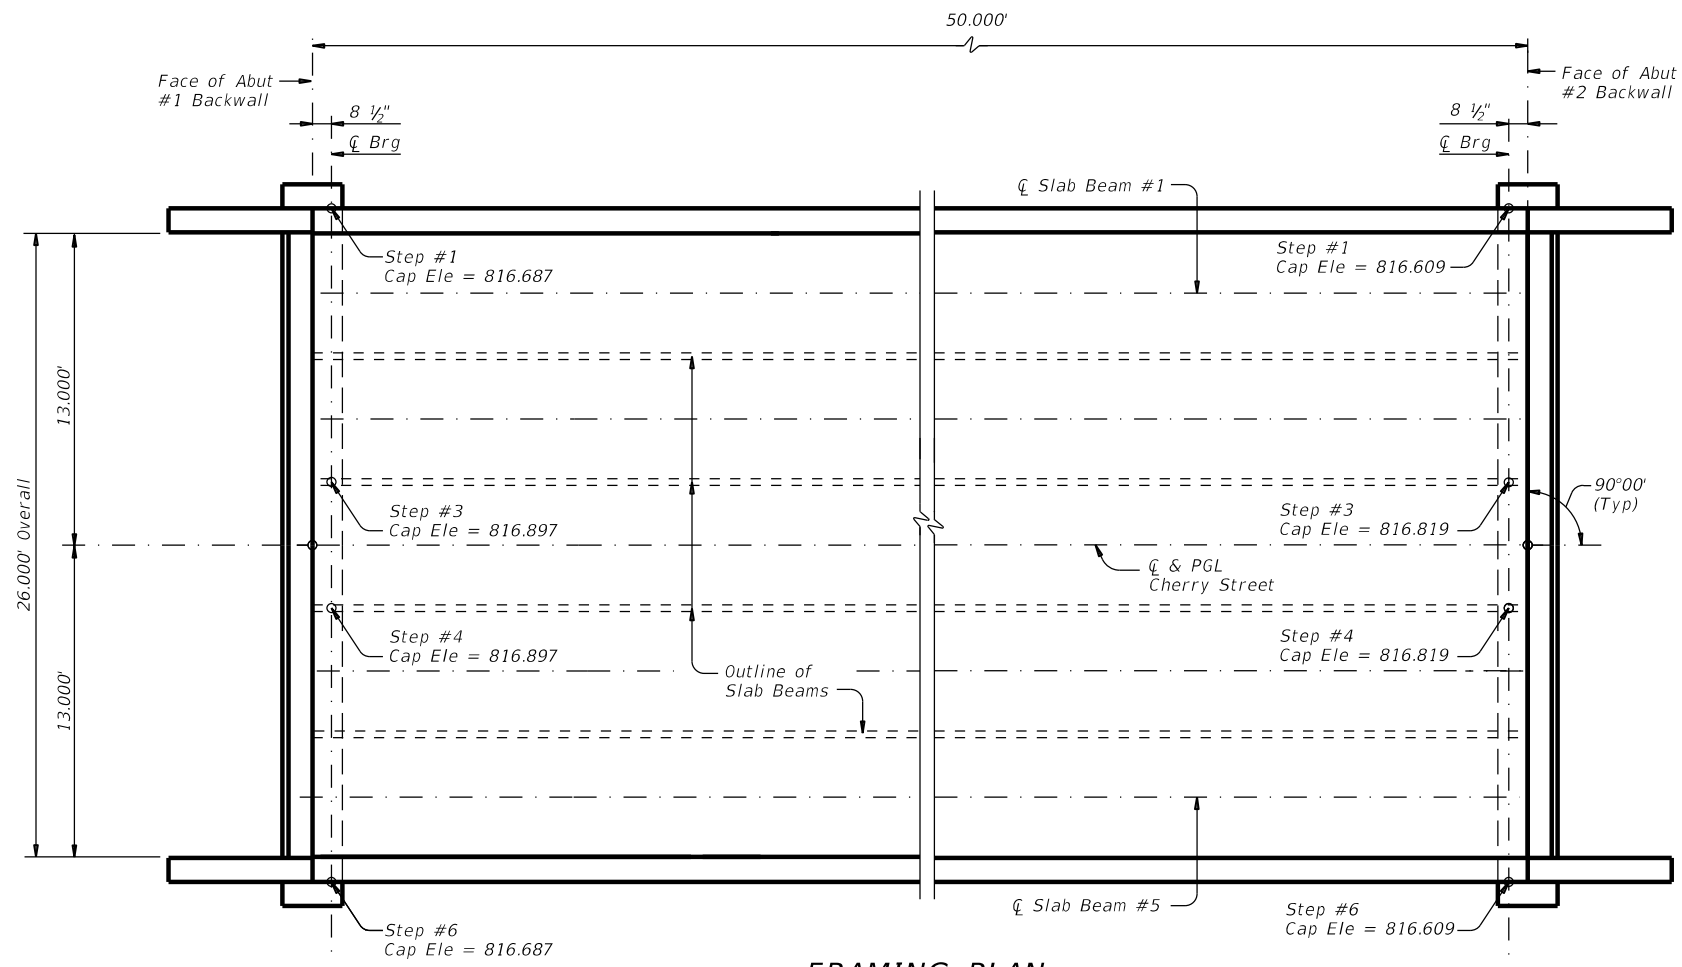 50.000'
Face of Abut
#1 Backwall
Face of Abut
#2 Backwall
8 ½"
℄ Brg
8 ½"
℄ Brg
℄ Slab Beam #1
Step #1
Cap Ele = 816.687
Step #1
Cap Ele = 816.609
13.000'
26.000' Overall
13.000'
Step #3
Cap Ele = 816.897
Step #3
Cap Ele = 816.819
90°00'
(Typ)
℄ & PGL
Cherry Street
Step #4
Cap Ele = 816.897
Step #4
Cap Ele = 816.819
Outline of
Slab Beams
℄ Slab Beam #5
Step #6
Cap Ele = 816.687
Step #6
Cap Ele = 816.609
FRAMING PLAN